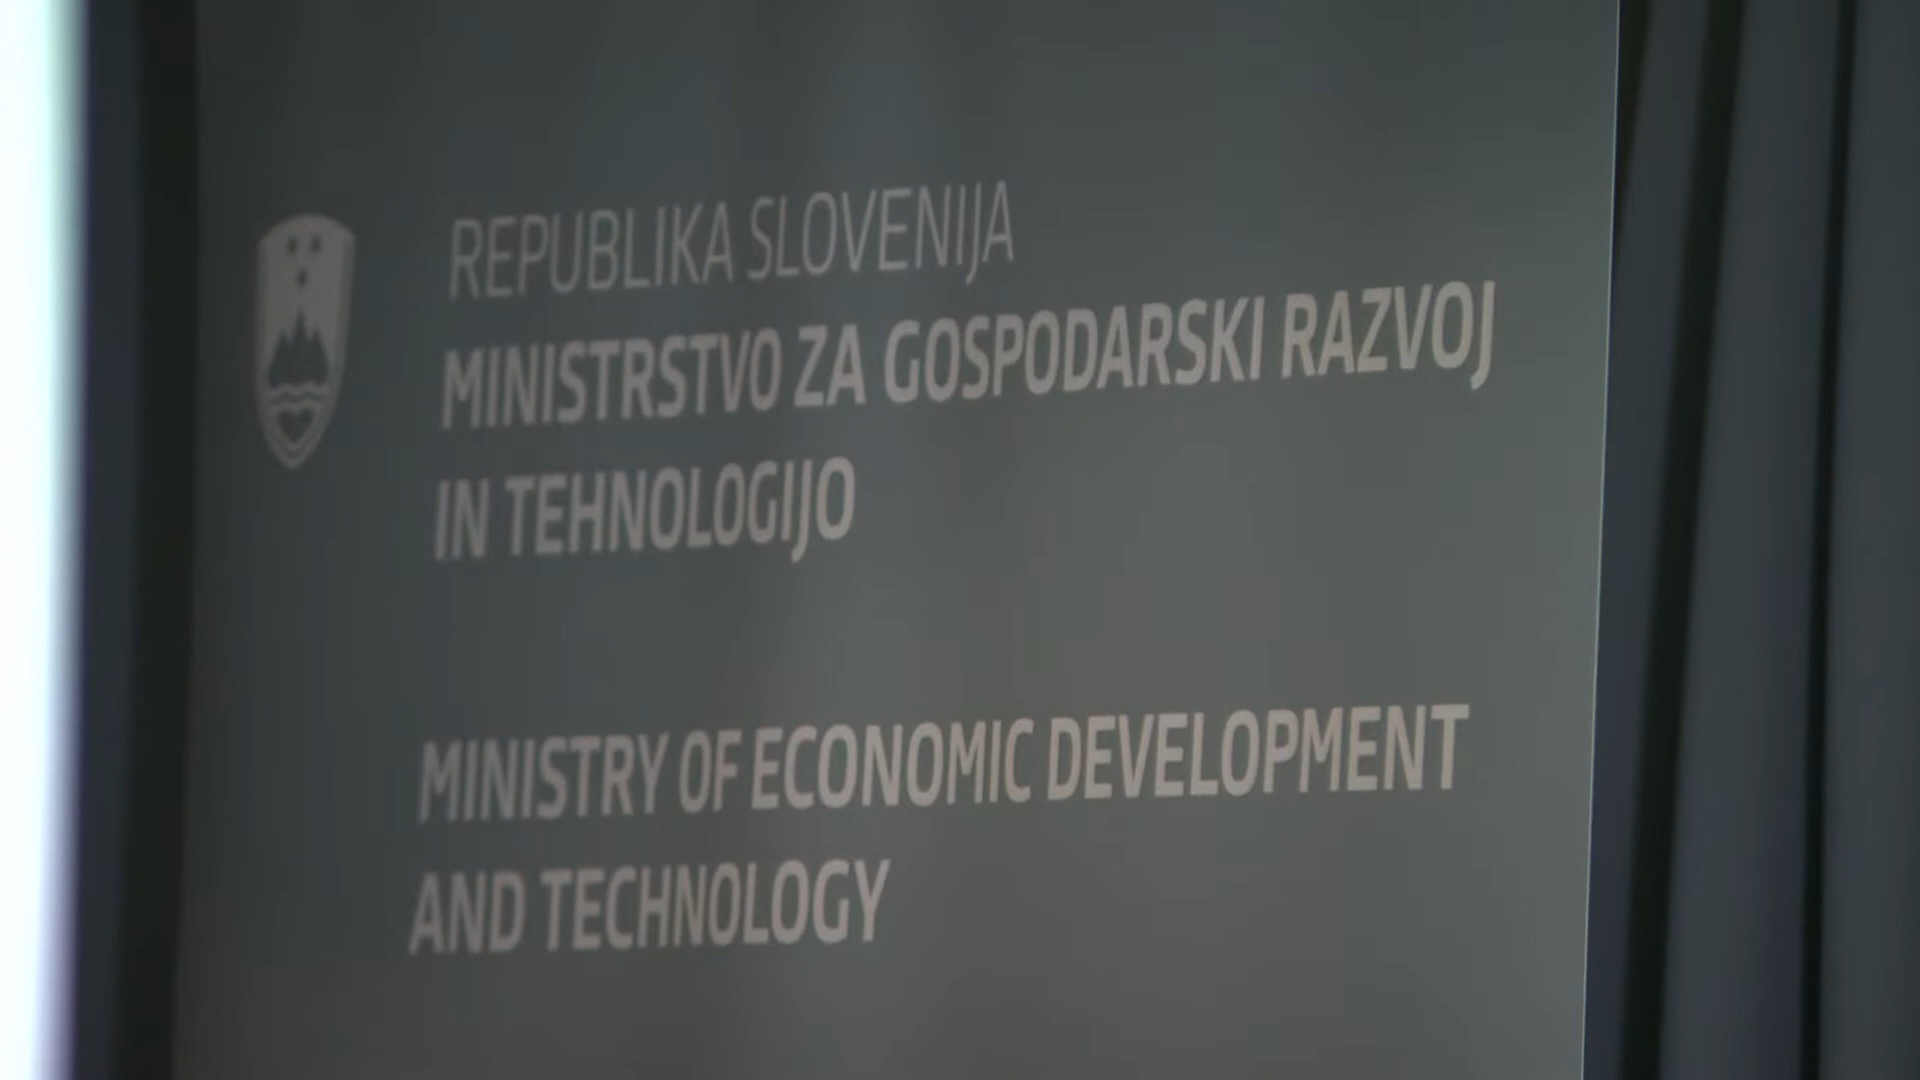 REPUBLIKA SLOVENIJA
MINISTRSTVO ZA GOSPODARSKI RAZVOJ
IN TEHNOLOGIJO
MINISTRY OF ECONOMIC DEVELOPMENT
AND TECHNOLOGY